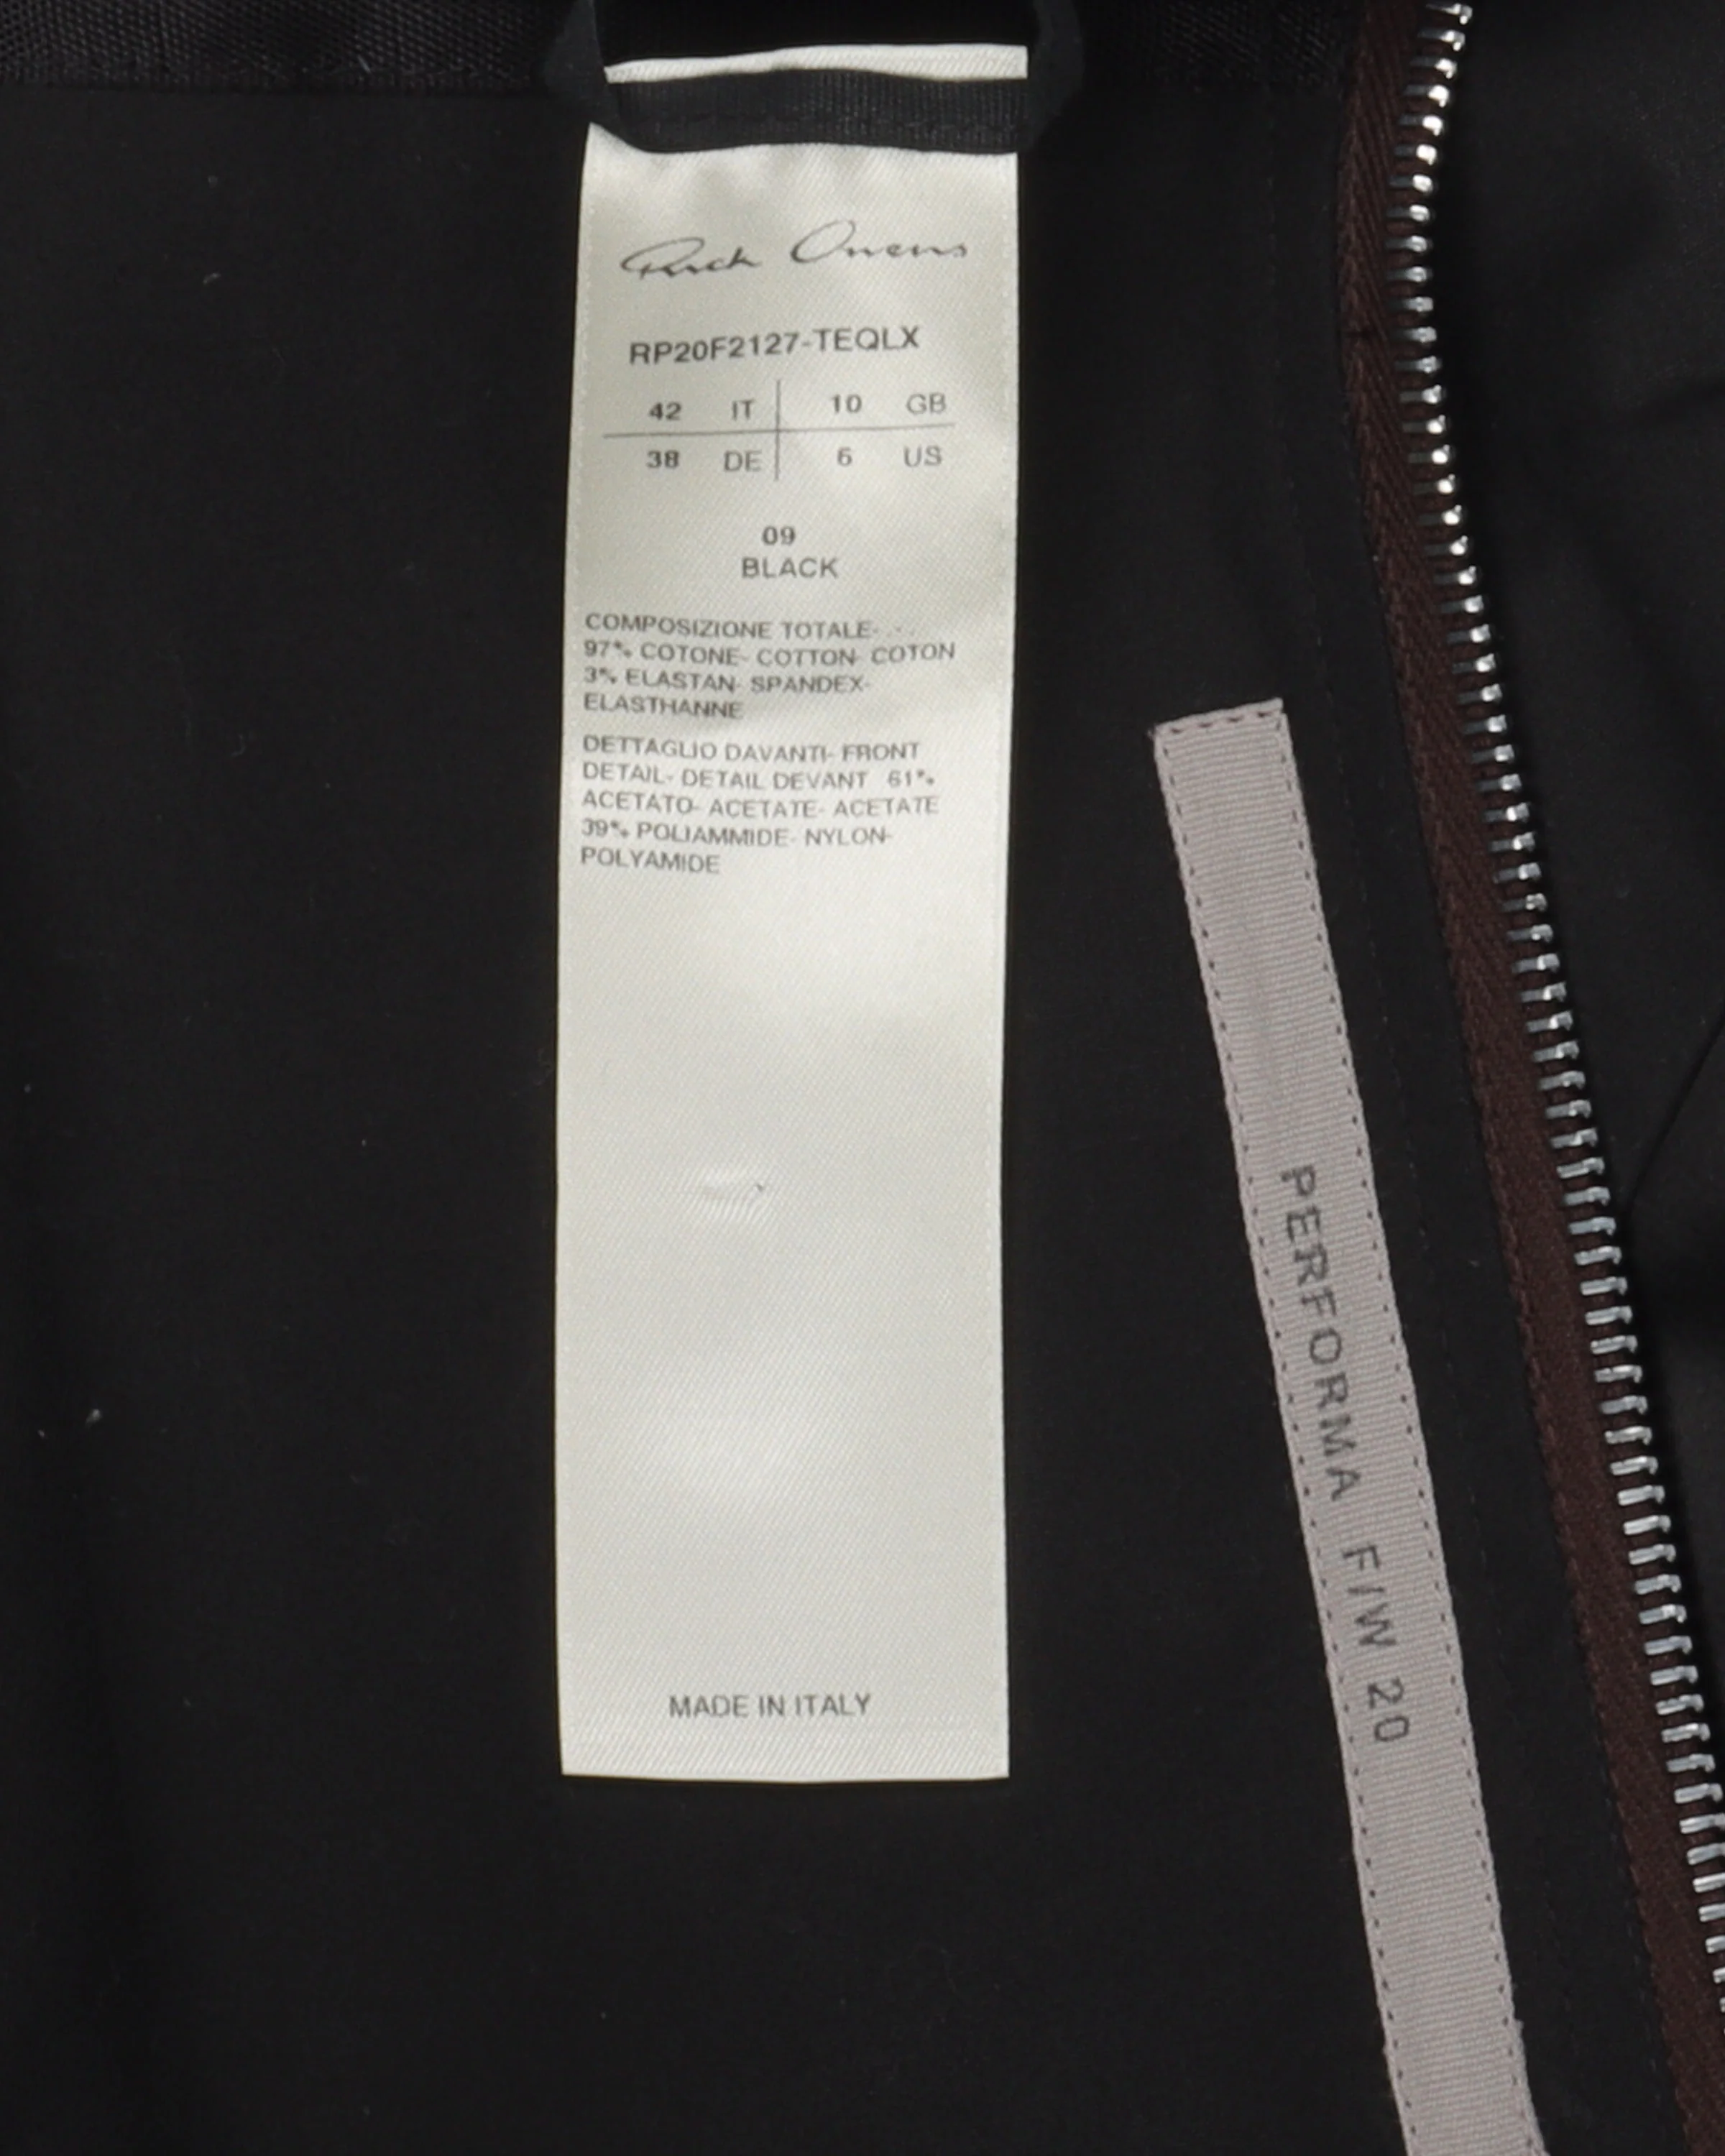 Rick Owens
RP20F2127-TEQLX
42 IT 10 GB
38 DE 6 US
09
BLACK
COMPOSIZIONE TOTALE- . - .
97% COTONE- COTTON- COTON
3% ELASTAN- SPANDEX-
ELASTHANNE
DETTAGLIO DAVANTI- FRONT
DETAIL- DETAIL DEVANT 61%
ACETATO- ACETATE- ACETATE
39% POLIAMMIDE- NYLON-
POLYAMIDE
MADE IN ITALY
PERFORMA F/W 20